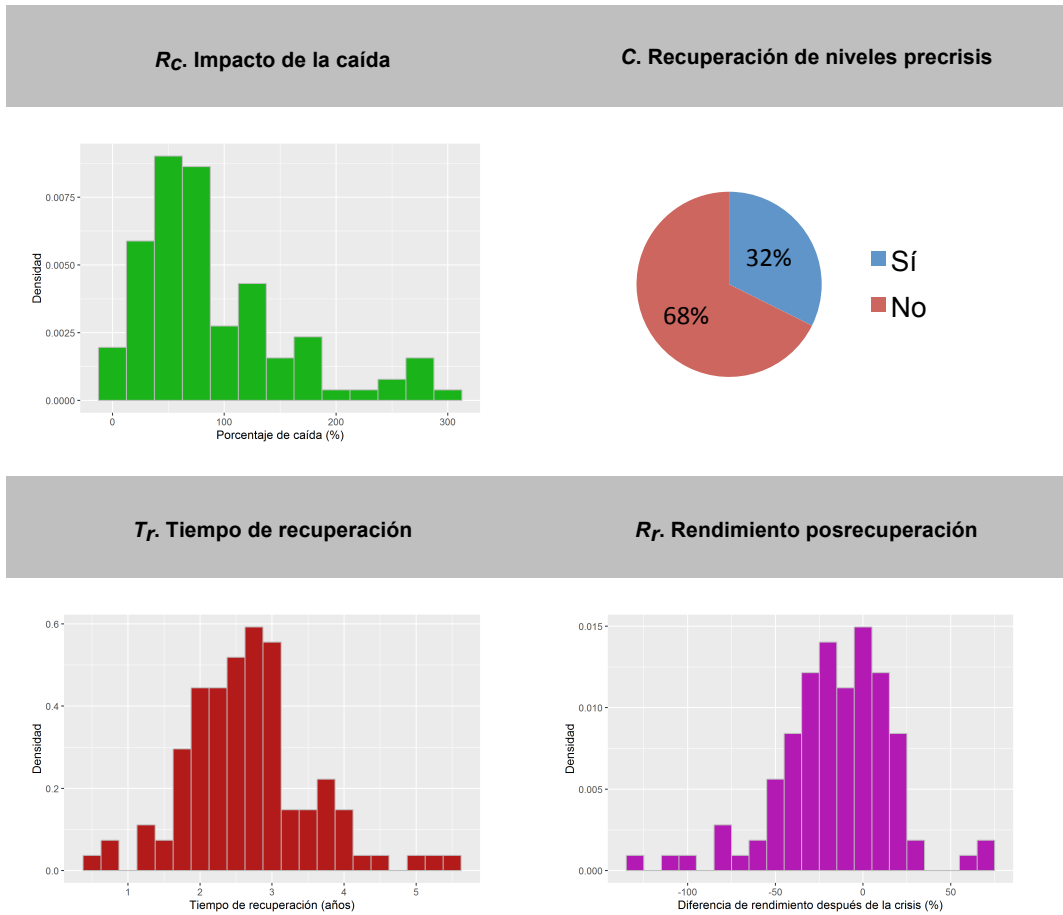 Rc. Impacto de la caída
C. Recuperación de niveles precrisis
0.0075
0.0050
0.0025
0.0000
Densidad
0 100 200 300
Porcentaje de caída (%)
32%
68%
Sí
No
Tr. Tiempo de recuperación
Rr. Rendimiento posrecuperación
0.6
0.4
0.2
0.0
Densidad
1 2 3 4 5
Tiempo de recuperación (años)
0.015
0.010
0.005
0.000
Densidad
-100 -50 0 50
Diferencia de rendimiento después de la crisis (%)